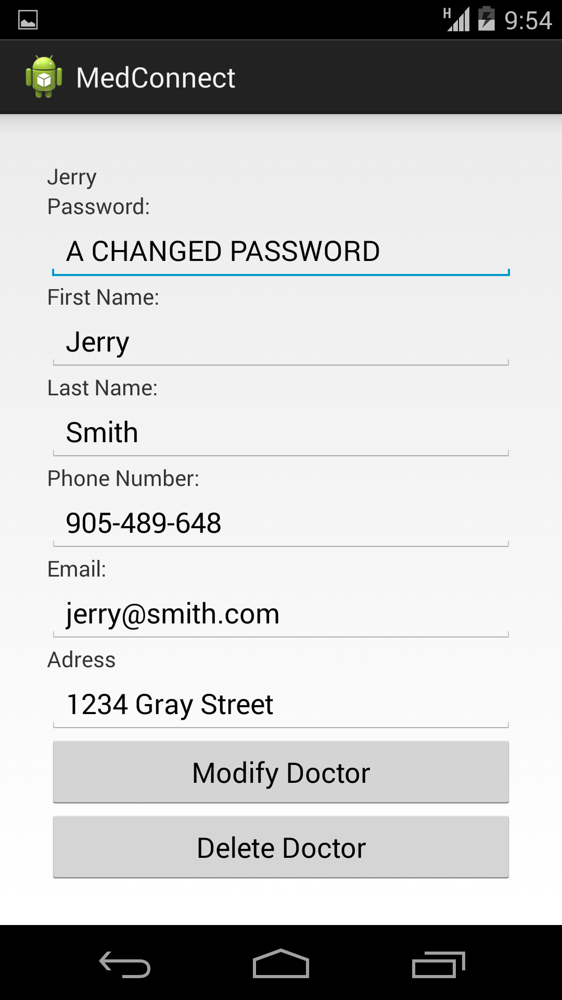 H 9:54
MedConnect
Jerry
Password:
A CHANGED PASSWORD
First Name:
Jerry
Last Name:
Smith
Phone Number:
905-489-648
Email:
jerry@smith.com
Adress
1234 Gray Street
Modify Doctor
Delete Doctor